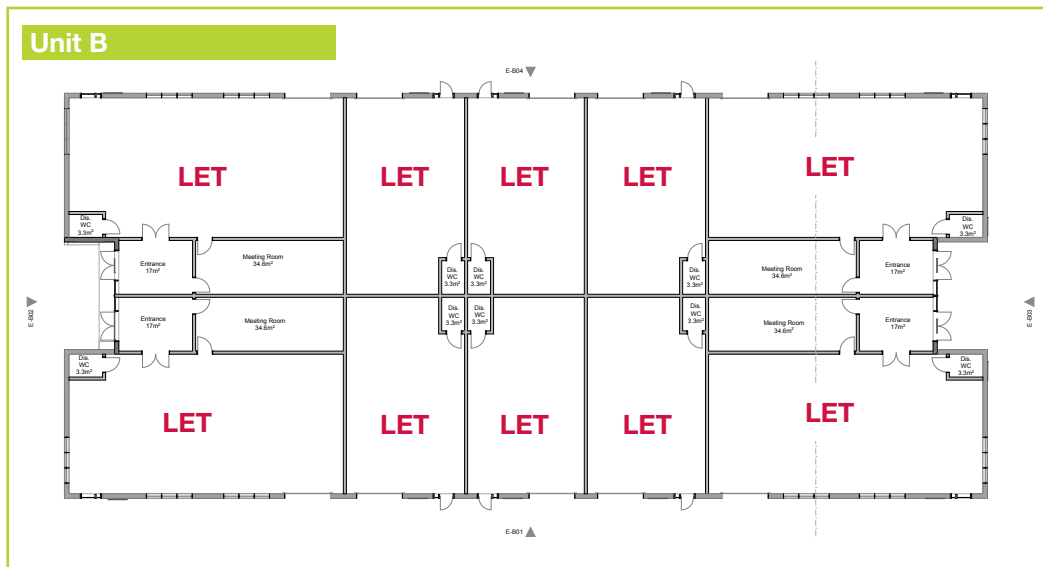 Unit B
E-B04
LET
LET
LET
LET
LET
Dis.
WC
3.3m²
Dis.
WC
3.3m²
Entrance
17m²
Meeting Room
34.6m²
Dis.
WC
3.3m²
Dis.
WC
3.3m²
Dis.
WC
3.3m²
Meeting Room
34.6m²
Entrance
17m²
E-B02
E-B03
Entrance
17m²
Meeting Room
34.6m²
Dis.
WC
3.3m²
Dis.
WC
3.3m²
Dis.
WC
3.3m²
Meeting Room
34.6m²
Entrance
17m²
Dis.
WC
3.3m²
Dis.
WC
3.3m²
LET
LET
LET
LET
LET
E-B01